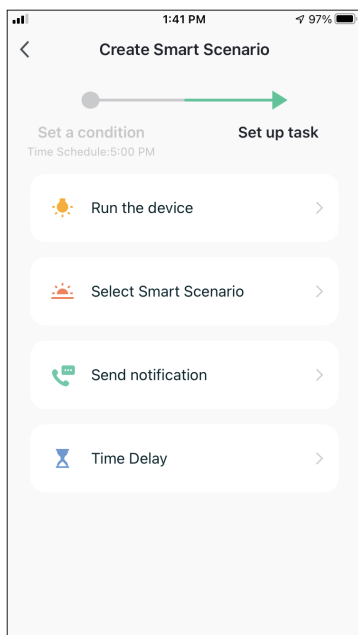 1:41 PM
97%
Create Smart Scenario
Set a condition
Set up task
Time Schedule:5:00 PM
Run the device
Select Smart Scenario
Send notification
Time Delay